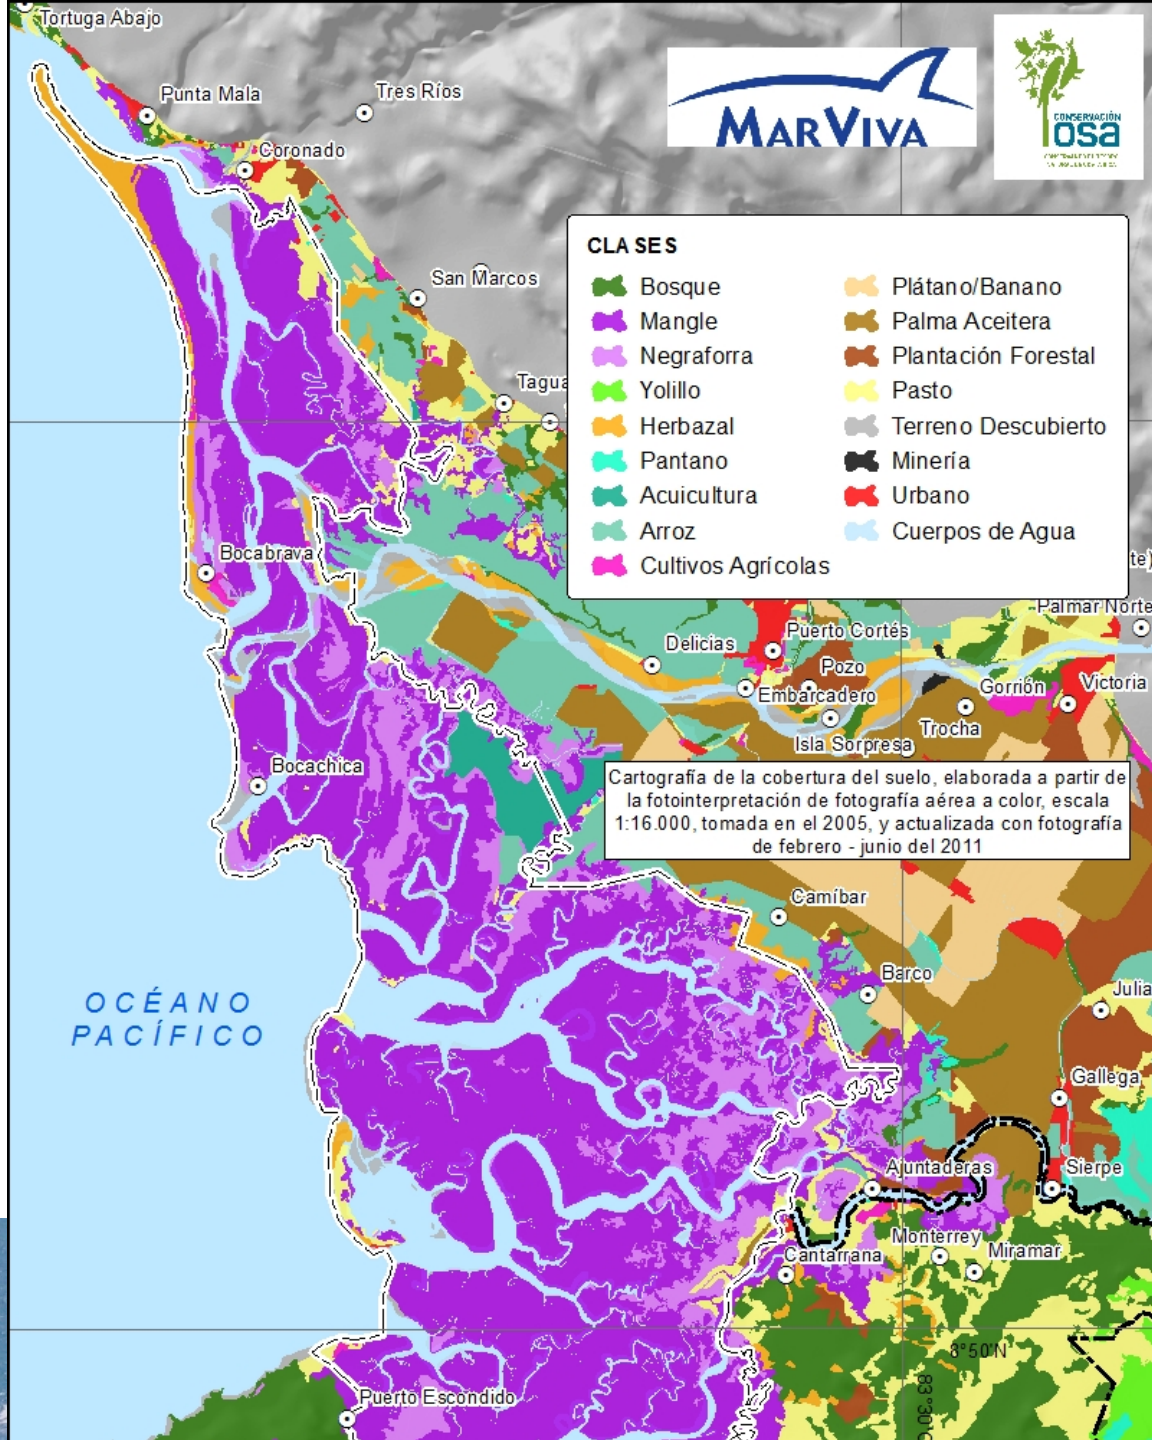 Tortuga Abajo
Punta Mala
Tres Ríos
Coronado
San Marcos
MARVIVA
CONSERVACIÓN
osa
CLASES
Bosque
Mangle
Negraforra
Yolillo
Herbazal
Pantano
Acuicultura
Arroz
Cultivos Agrícolas
Plátano/Banano
Palma Aceitera
Plantación Forestal
Pasto
Terreno Descubierto
Minería
Urbano
Cuerpos de Agua
Tagua
te)
Bocabrava
Palmar Norte
Delicias
Puerto Cortés
Pozo
Embarcadero
Gorrión
Victoria
Trocha
Isla Sorpresa
Bocachica
Cartografía de la cobertura del suelo, elaborada a partir de
la fotointerpretación de fotografía aérea a color, escala
1:16.000, tomada en el 2005, y actualizada con fotografía
de febrero - junio del 2011
Camíbar
Barco
Julia
OCÉANO
PACÍFICO
Gallega
Ajuntaderas
Sierpe
Monterrey
Miramar
Cantarrana
8°50'N
83°30'O
Puerto Escondido